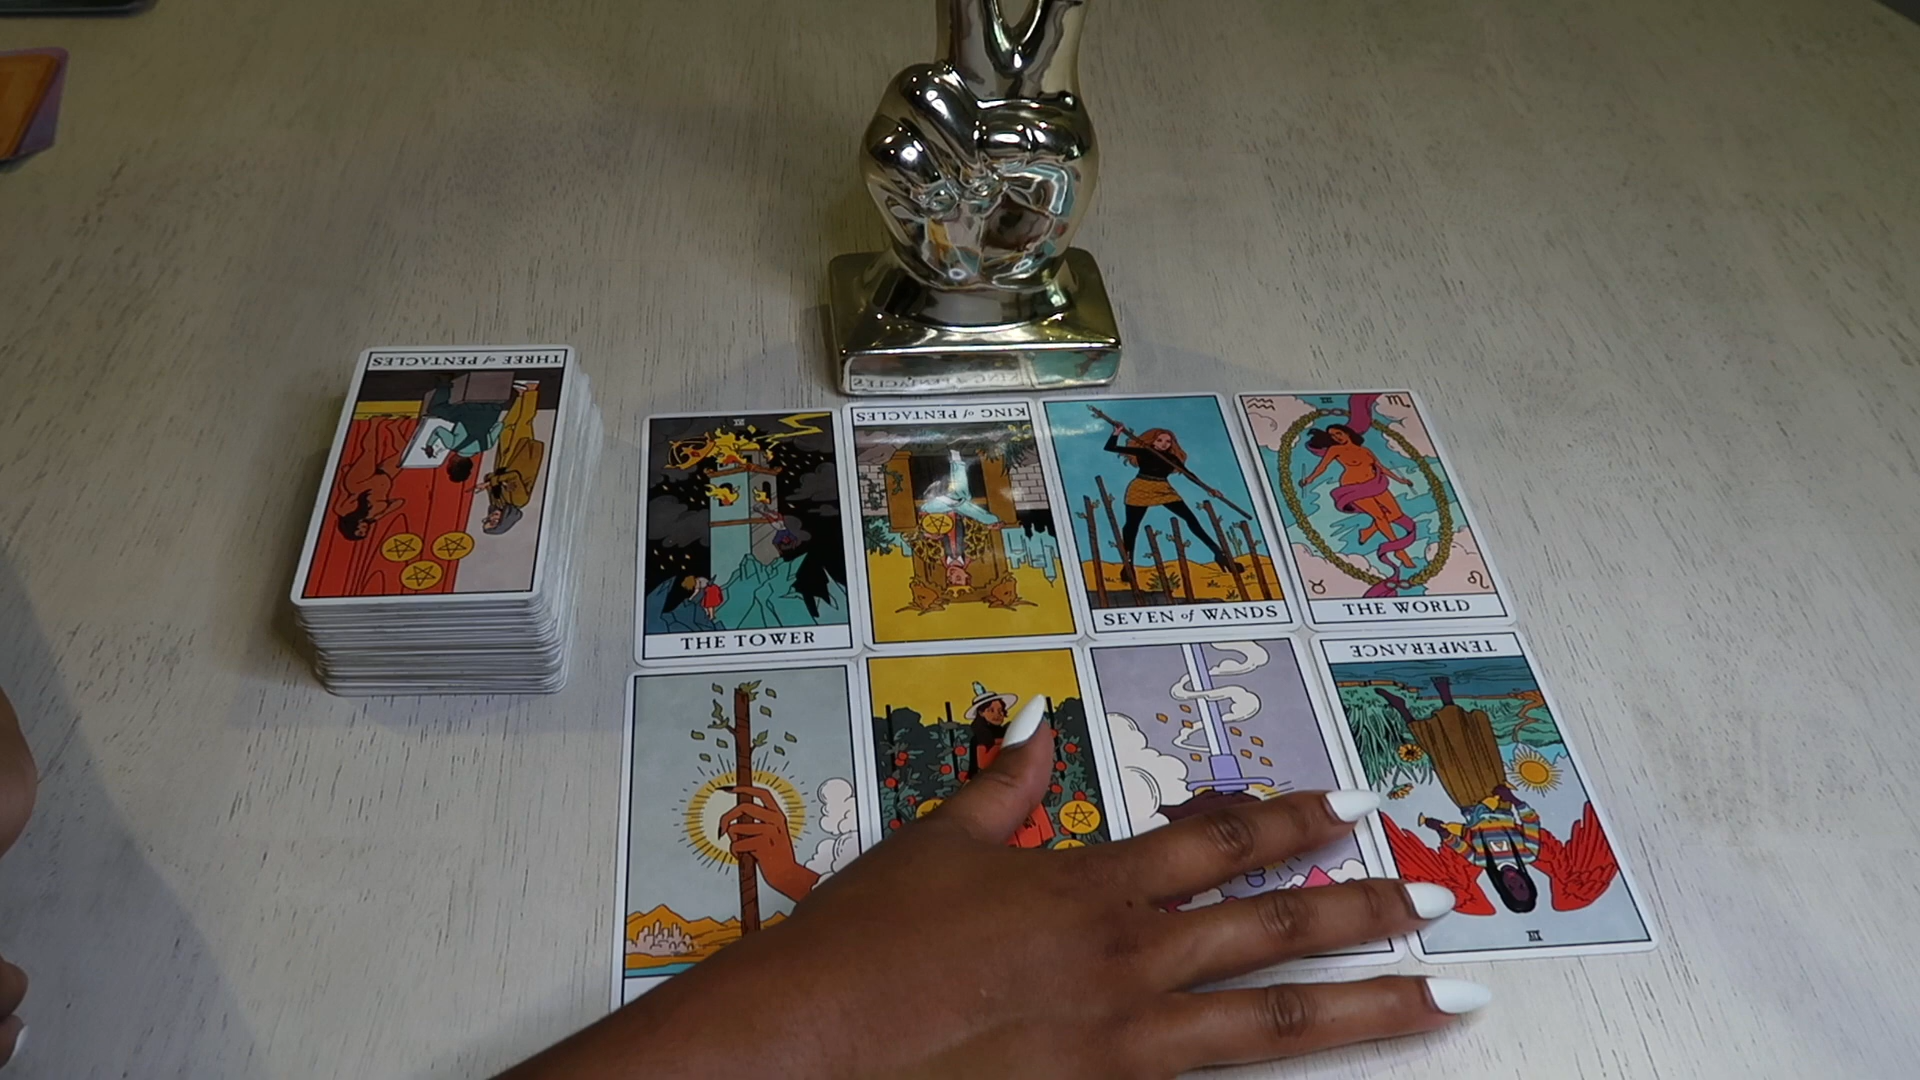 THREE of PENTACLES
KING of PENTACLES
THE TOWER
SEVEN of WANDS
THE WORLD
TEMPERANCE